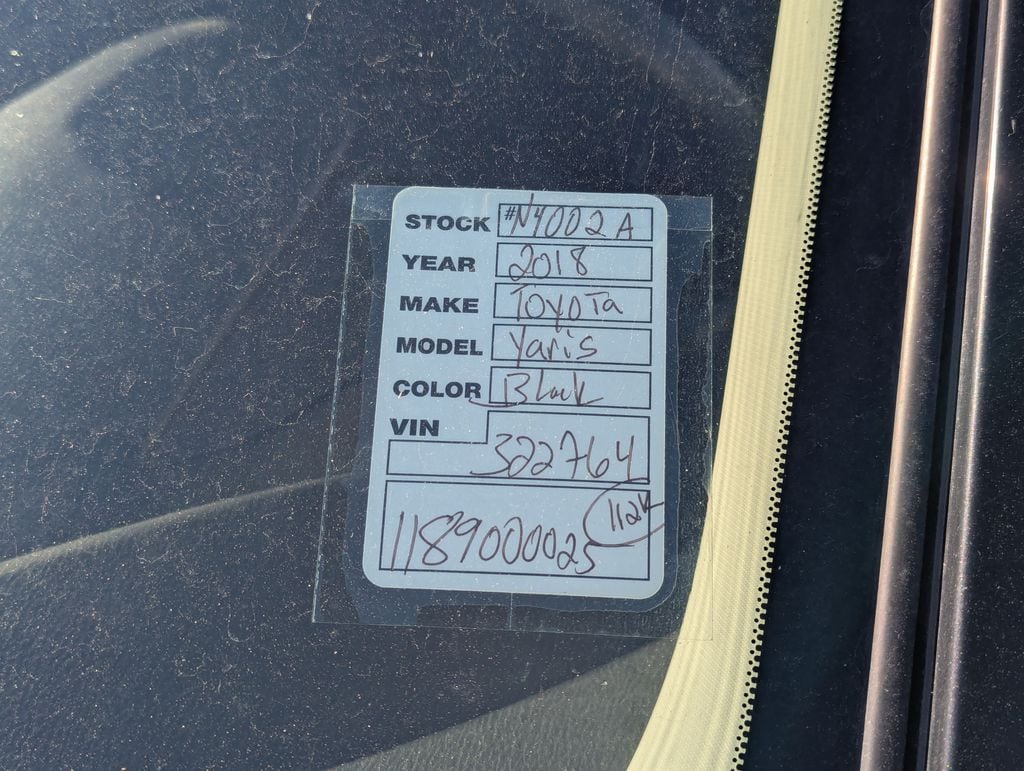 STOCK #N4002A
YEAR 2018
MAKE Toyota
MODEL Yaris
COLOR Black
VIN
322764
112K
1189000025